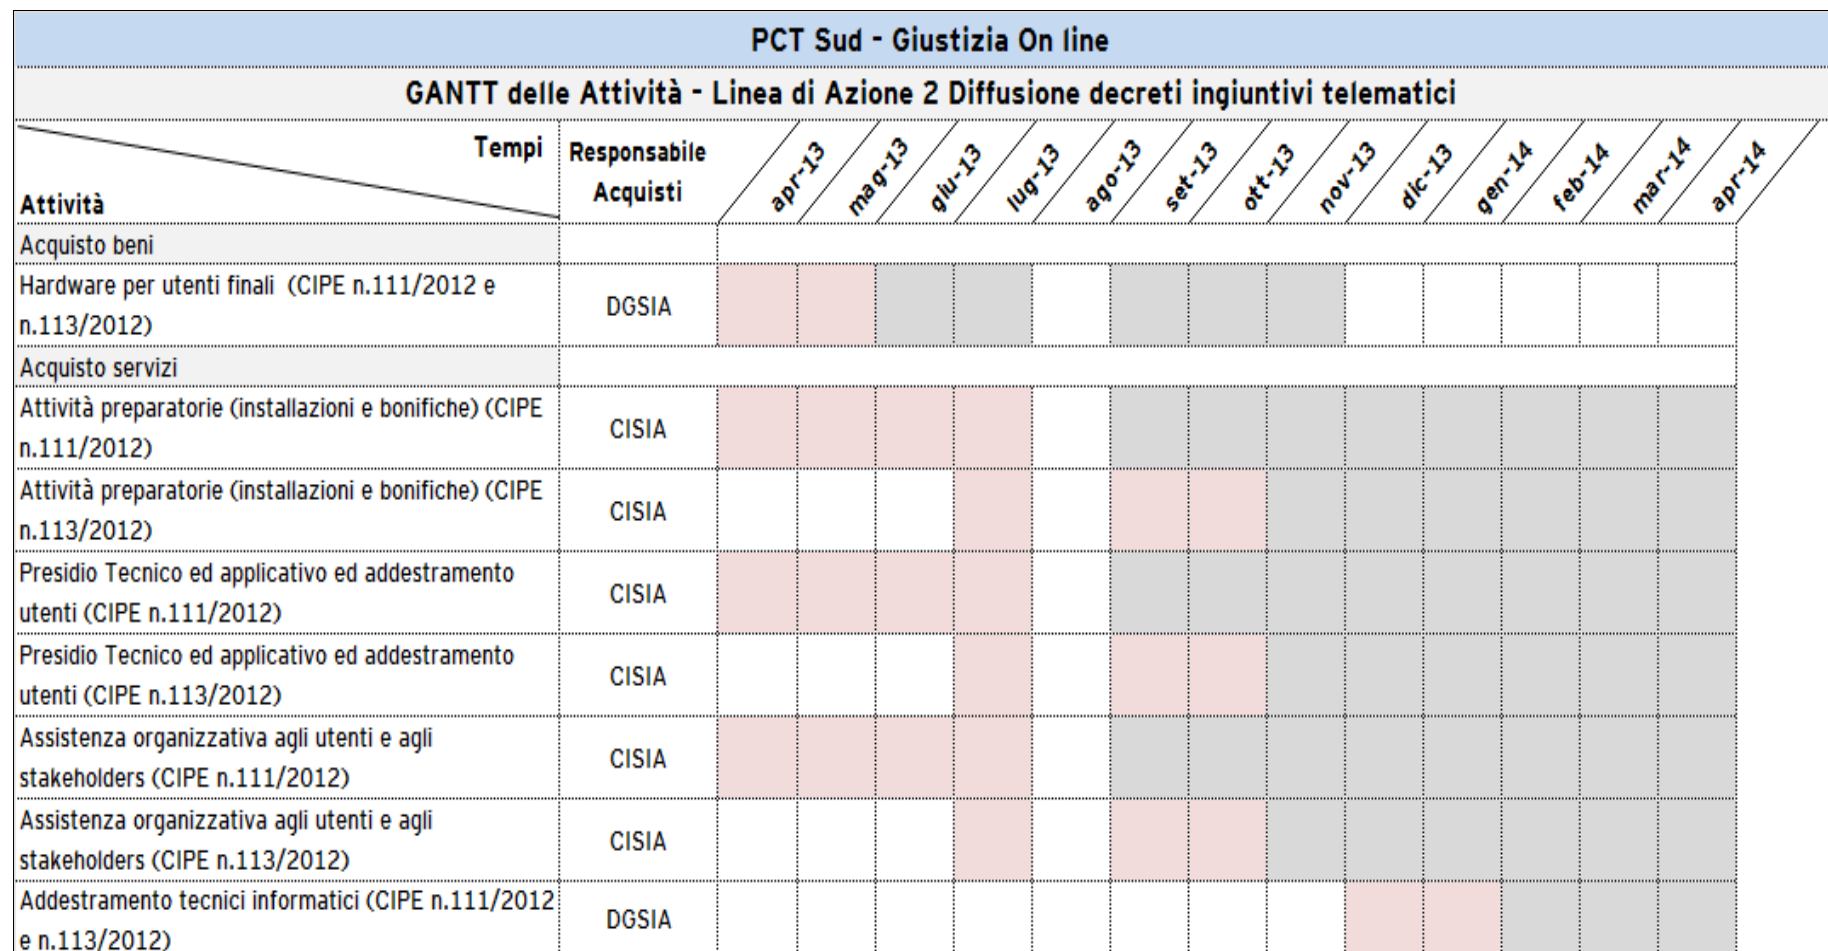 PCT Sud - Giustizia On line
GANTT delle Attività - Linea di Azione 2 Diffusione decreti ingiuntivi telematici
Tempi
Attività
Responsabile
Acquisti
apr-13
mag-13
giu-13
lug-13
ago-13
set-13
ott-13
nov-13
dic-13
gen-14
feb-14
mar-14
apr-14
Acquisto beni
Hardware per utenti finali (CIPE n.111/2012 e
n.113/2012)
DGSIA
Acquisto servizi
Attività preparatorie (installazioni e bonifiche) (CIPE
n.111/2012)
CISIA
Attività preparatorie (installazioni e bonifiche) (CIPE
n.113/2012)
CISIA
Presidio Tecnico ed applicativo ed addestramento
utenti (CIPE n.111/2012)
CISIA
Presidio Tecnico ed applicativo ed addestramento
utenti (CIPE n.113/2012)
CISIA
Assistenza organizzativa agli utenti e agli
stakeholders (CIPE n.111/2012)
CISIA
Assistenza organizzativa agli utenti e agli
stakeholders (CIPE n.113/2012)
CISIA
Addestramento tecnici informatici (CIPE n.111/2012
e n.113/2012)
DGSIA